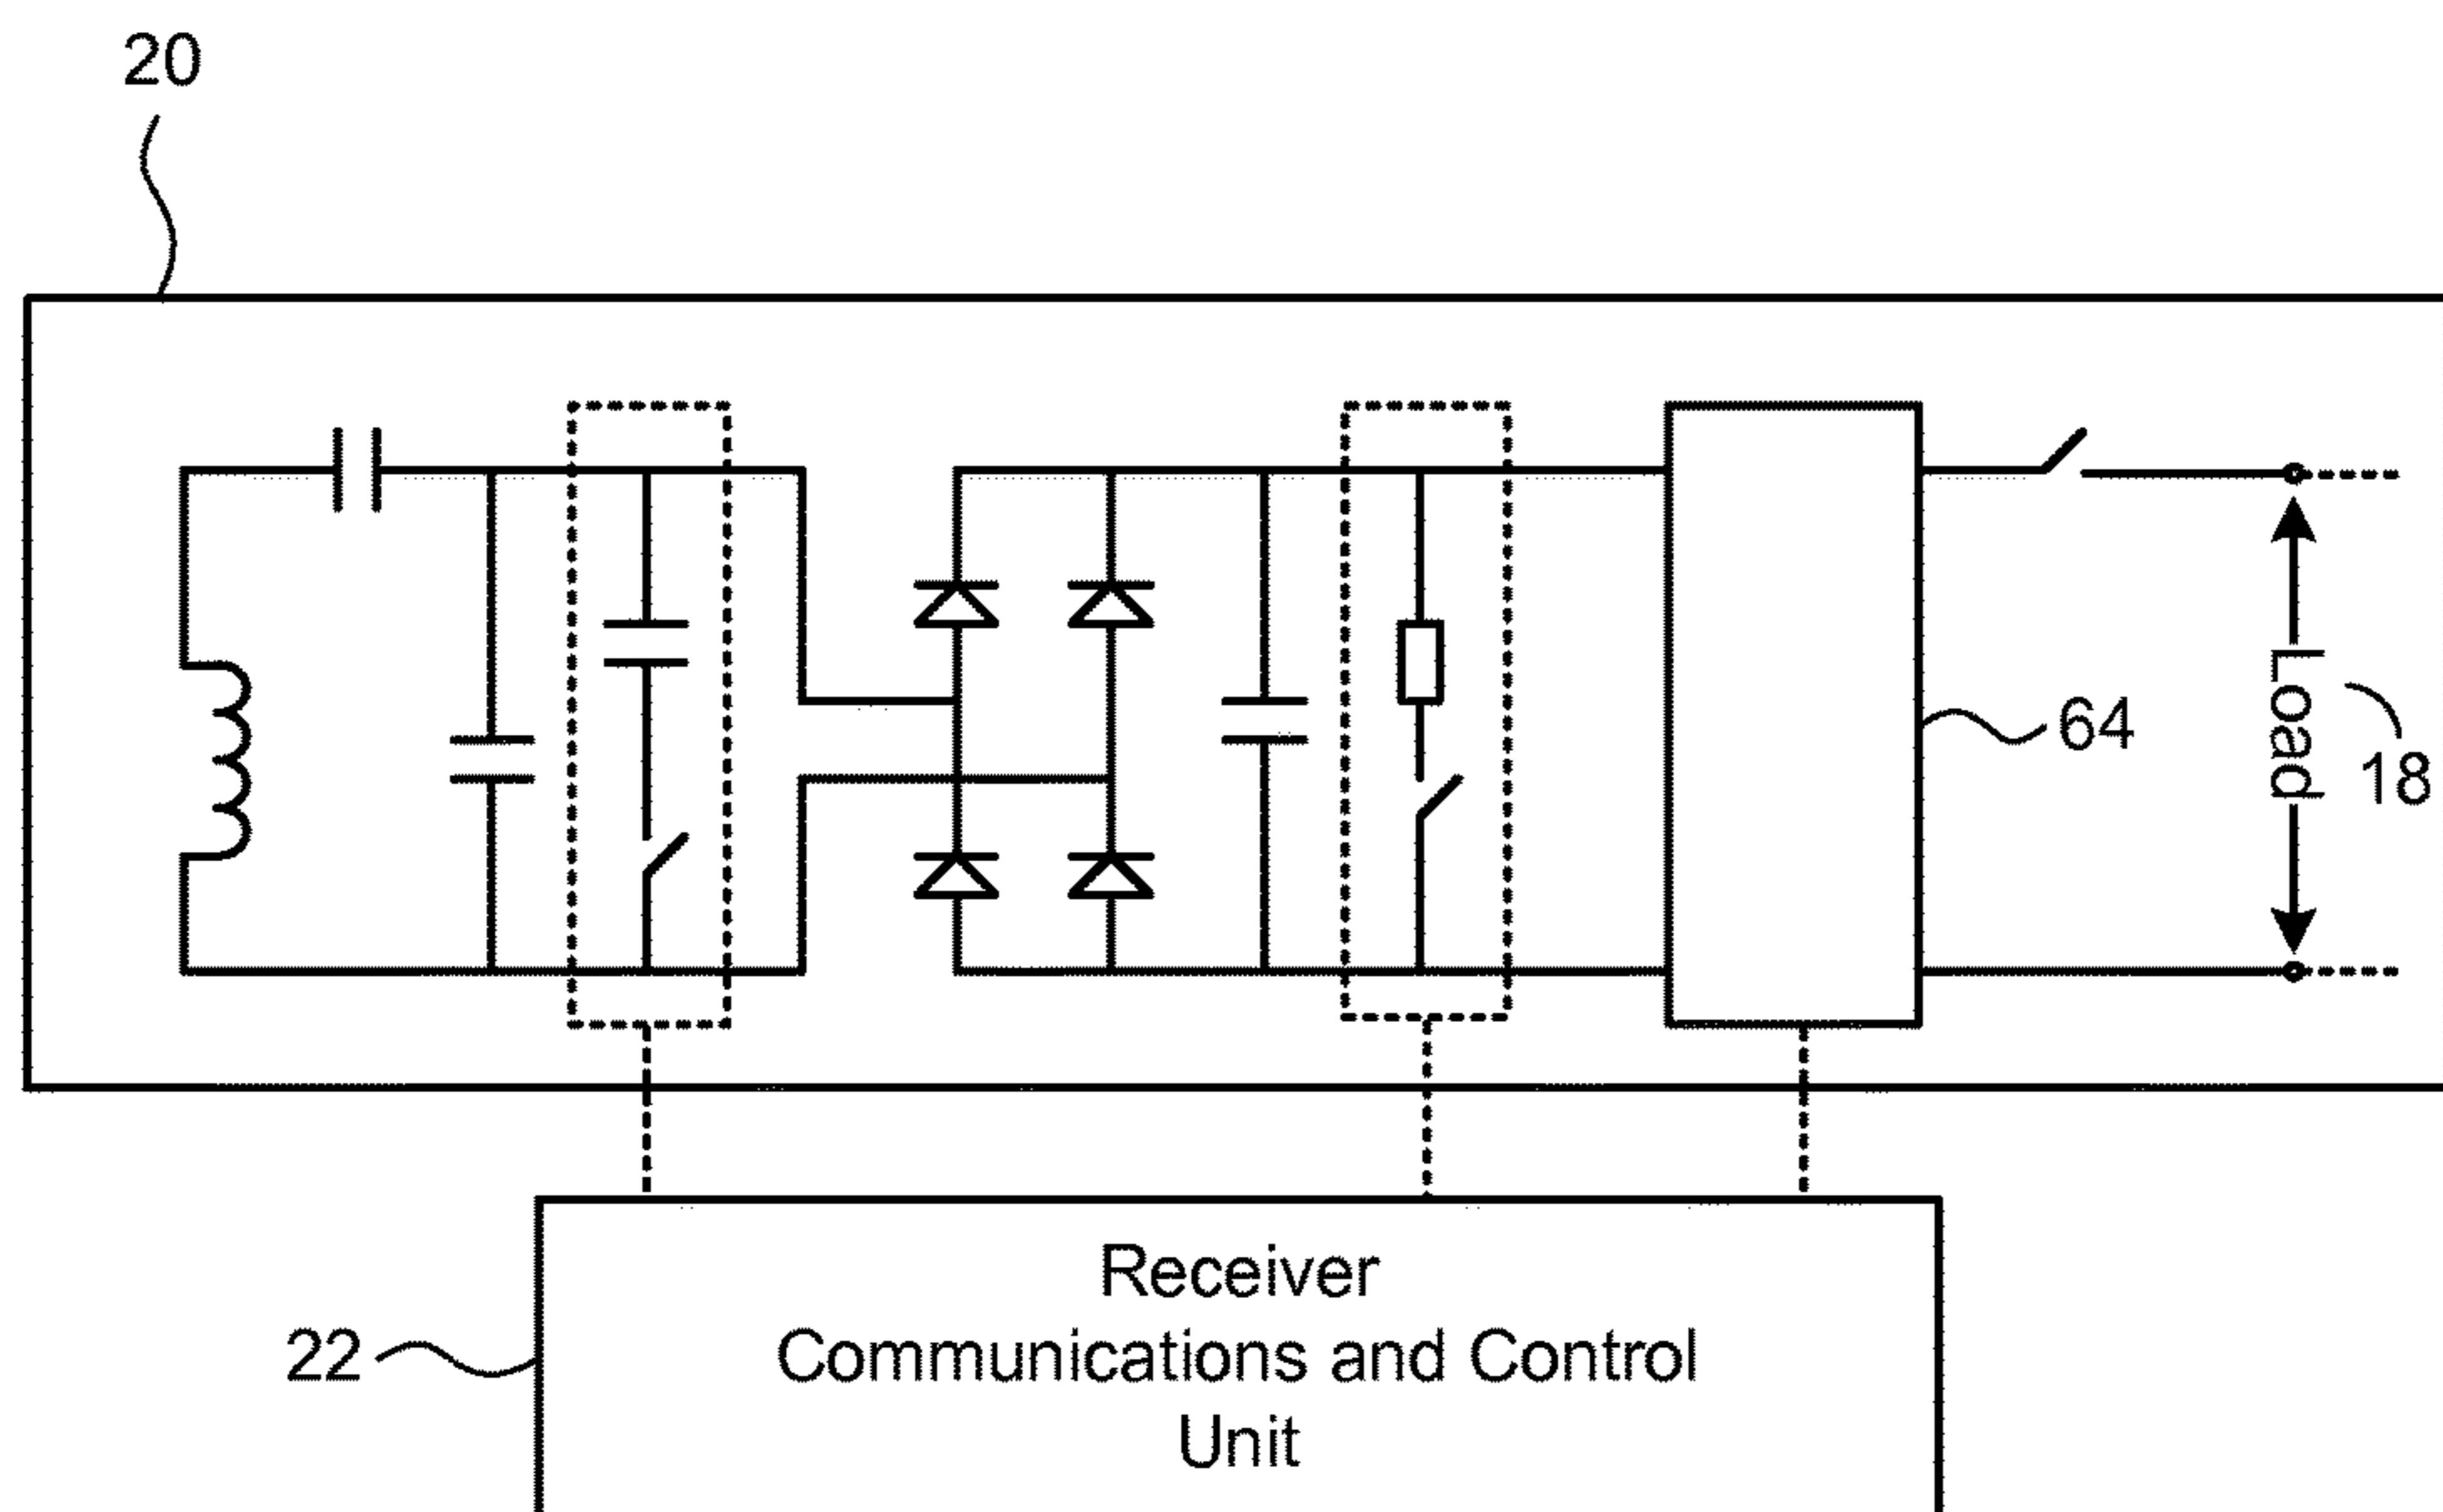 20
64
Load
18
22
Receiver
Communications and Control
Unit